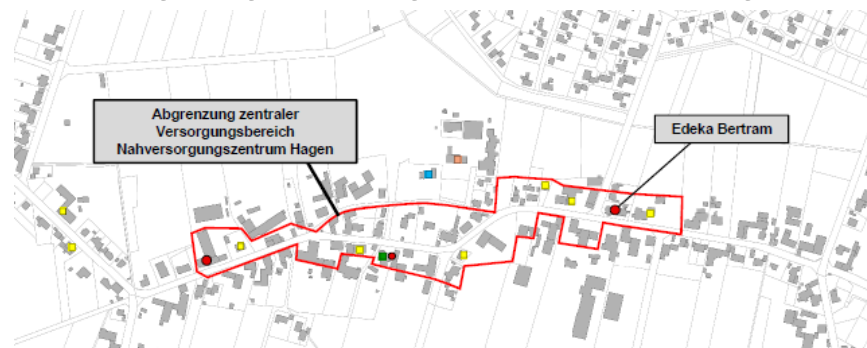 Abgrenzung zentraler
Versorgungsbereich
Nahversorgungszentrum Hagen
Edeka Bertram